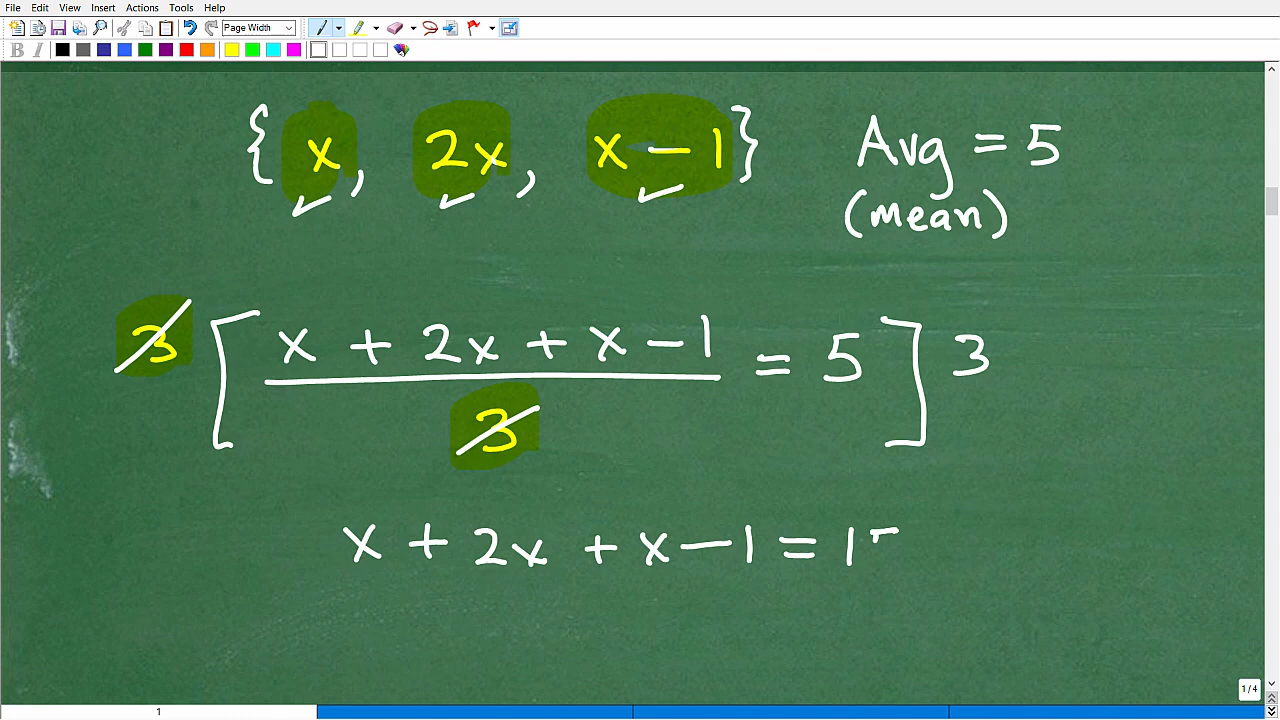 File Edit View Insert Actions Tools Help
Page Width
B I
{ x, 2x, x - 1 } Avg = 5
(mean)
3 [ x + 2x + x - 1 = 5 ] 3
3
x + 2x + x - 1 = 1
1/4
1